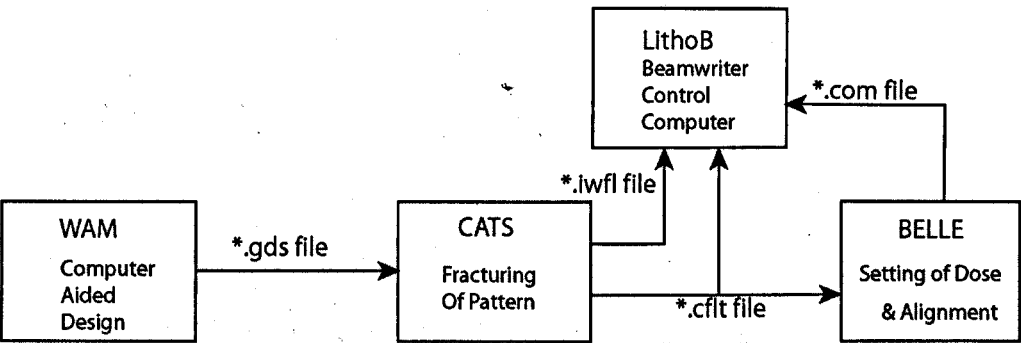 LithoB
Beamwriter
Control
Computer
*.com file
*.iwfl file
WAM
Computer
Aided
Design
*.gds file
CATS
Fracturing
Of Pattern
*.cflt file
BELLE
Setting of Dose
& Alignment